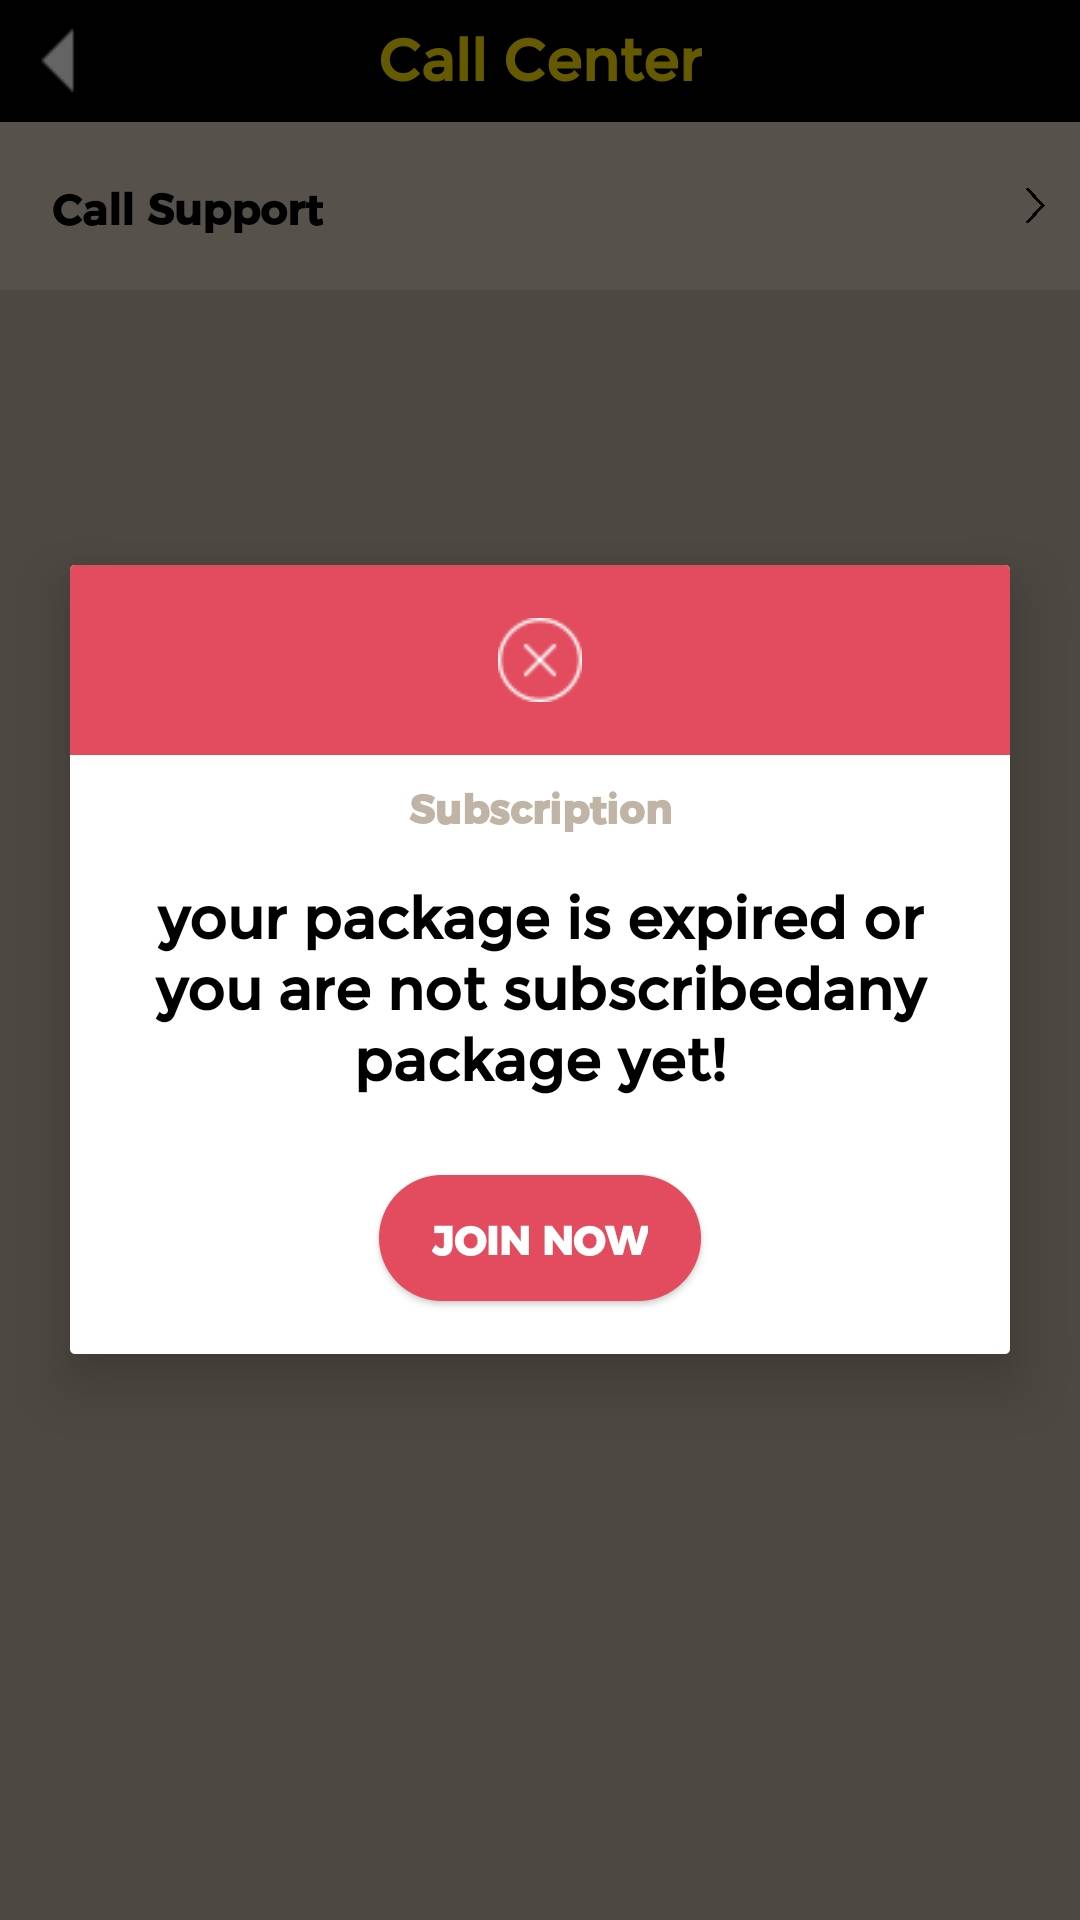 Call Center
Call Support
Subscription
your package is expired or
you are not subscribedany
package yet!
JOIN NOW